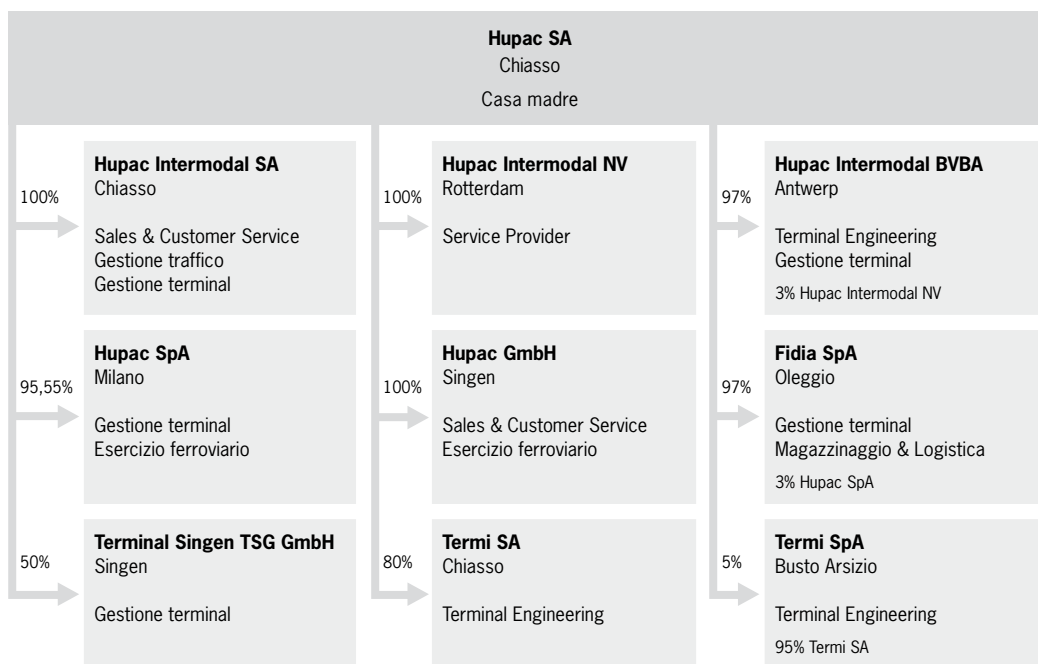 Hupac SA
Chiasso
Casa madre
100%
Hupac Intermodal SA
Chiasso
Sales & Customer Service
Gestione traffico
Gestione terminal
100%
Hupac Intermodal NV
Rotterdam
Service Provider
97%
Hupac Intermodal BVBA
Antwerp
Terminal Engineering
Gestione terminal
3% Hupac Intermodal NV
95,55%
Hupac SpA
Milano
Gestione terminal
Esercizio ferroviario
100%
Hupac GmbH
Singen
Sales & Customer Service
Esercizio ferroviario
97%
Fidia SpA
Oleggio
Gestione terminal
Magazzinaggio & Logistica
3% Hupac SpA
50%
Terminal Singen TSG GmbH
Singen
Gestione terminal
80%
Termi SA
Chiasso
Terminal Engineering
5%
Termi SpA
Busto Arsizio
Terminal Engineering
95% Termi SA